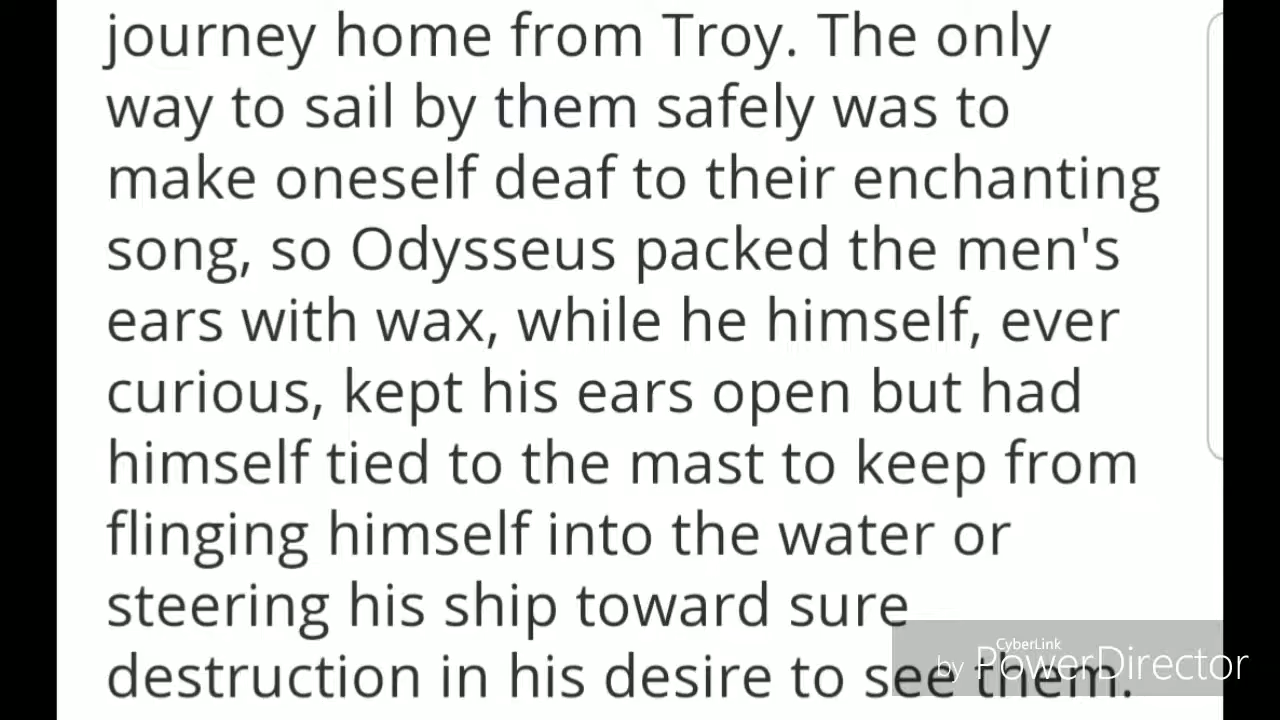 journey home from Troy. The only
way to sail by them safely was to
make oneself deaf to their enchanting
song, so Odysseus packed the men's
ears with wax, while he himself, ever
curious, kept his ears open but had
himself tied to the mast to keep from
flinging himself into the water or
steering his ship toward sure
destruction in his desire to see them.
CyberLink
by PowerDirector